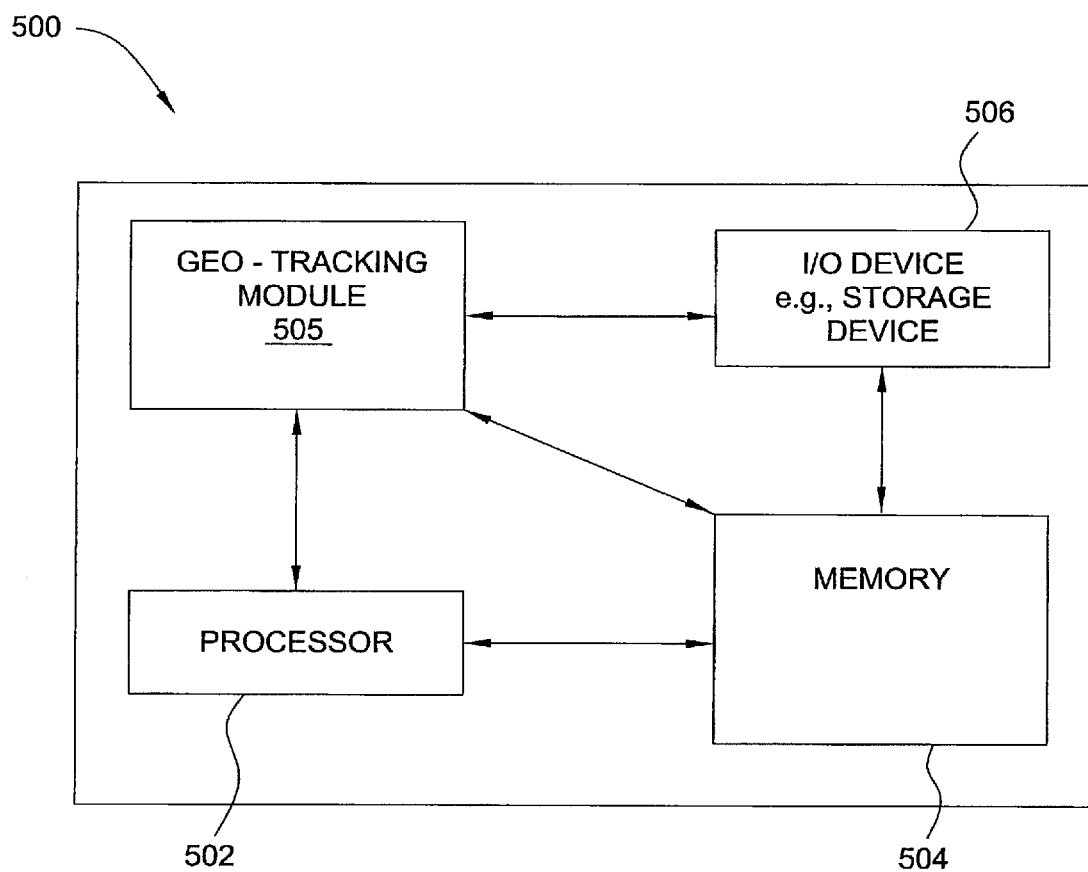 500
506
GEO - TRACKING
MODULE
505
I/O DEVICE
e.g., STORAGE
DEVICE
MEMORY
PROCESSOR
502
504